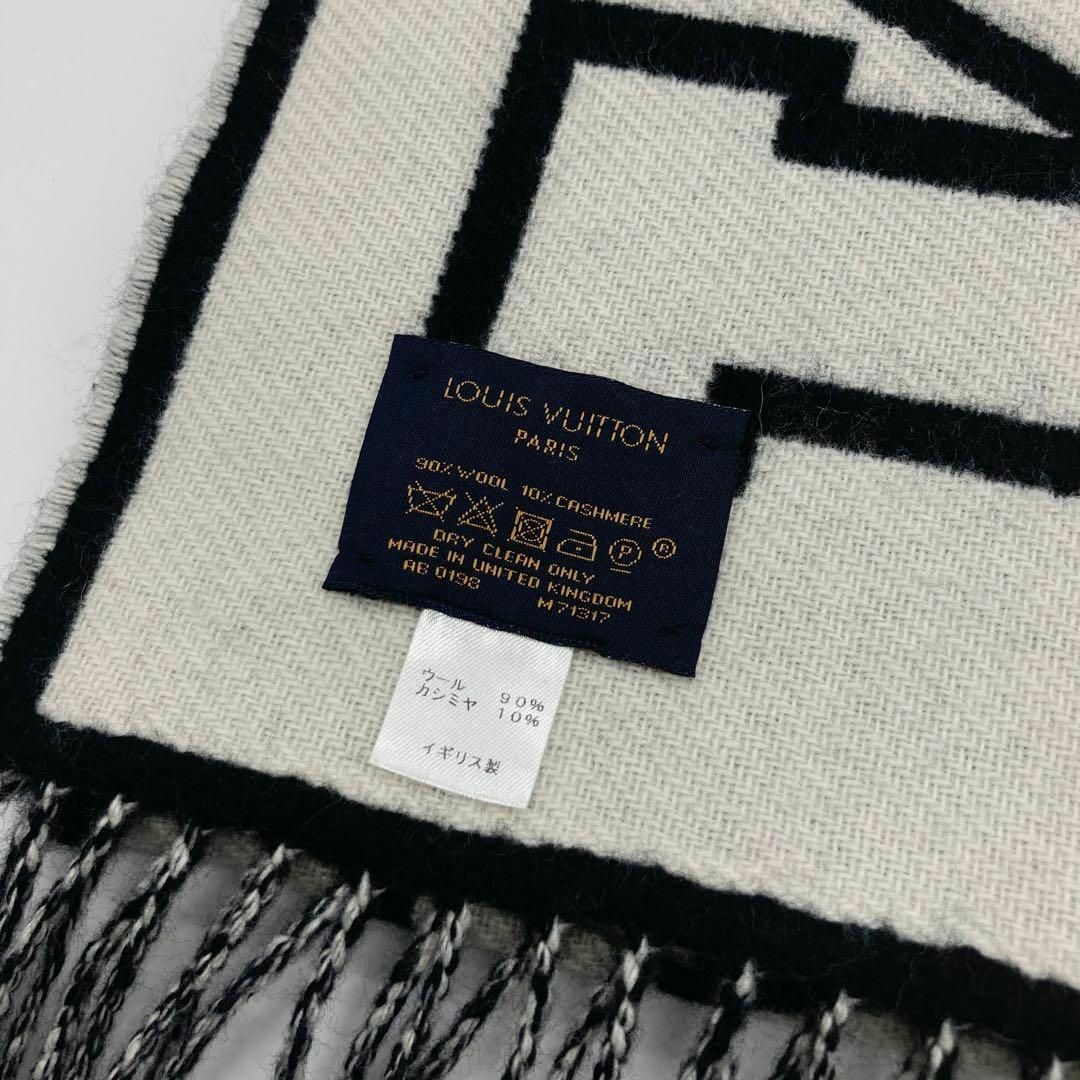 LOUIS VUITTON
PARIS
90% WOOL 10% CASHMERE
P ®
DRY CLEAN ONLY
MADE IN UNITED KINGDOM
AB 0198 M71317
ウール 90%
カシミヤ 10%
イギリス製